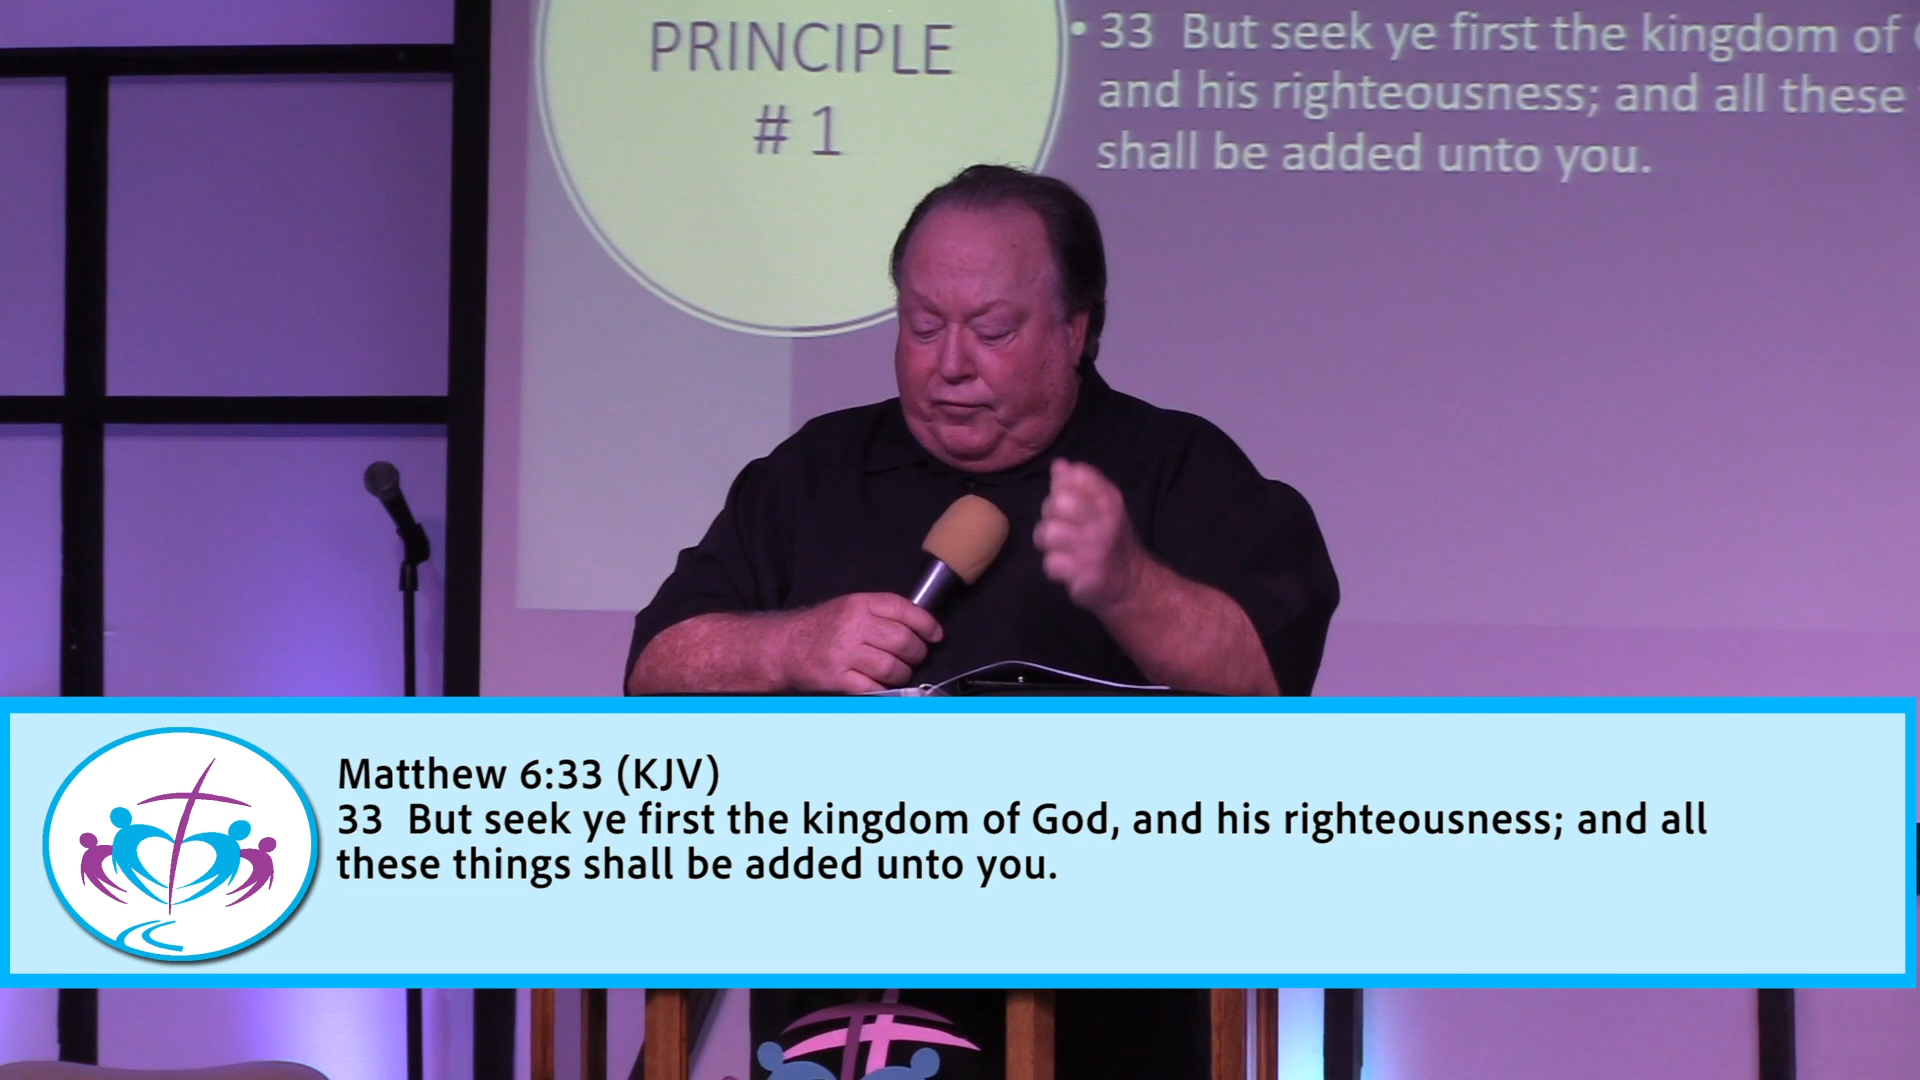 PRINCIPLE
# 1
• 33 But seek ye first the kingdom of
and his righteousness; and all these
shall be added unto you.
Matthew 6:33 (KJV)
33 But seek ye first the kingdom of God, and his righteousness; and all
these things shall be added unto you.